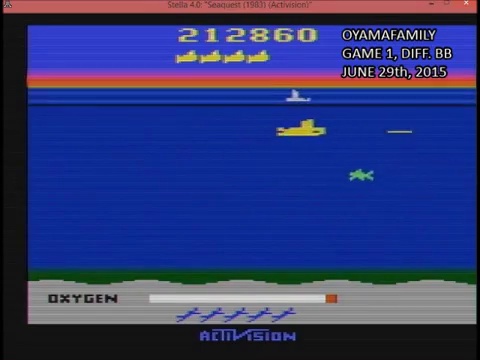 Stella 4.0: "Seaquest (1983) (Activision)"
212860
OYAMAFAMILY
GAME 1, DIFF. BB
JUNE 29th, 2015
OXYGEN
ACTIVISION